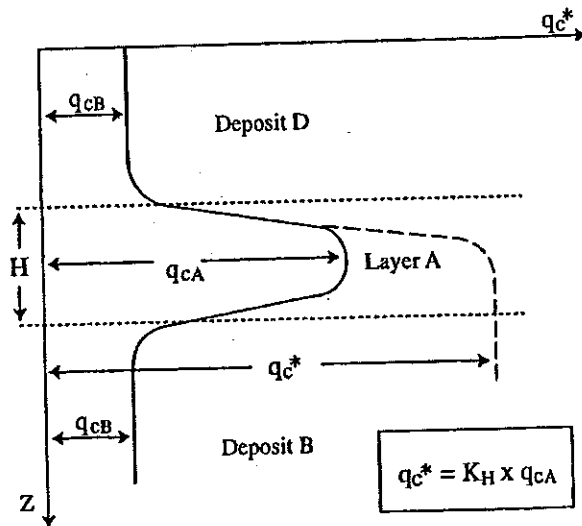 qc*
qcB
Deposit D
H
qcA
Layer A
qc*
qcB
Deposit B
qc* = KH x qcA
Z